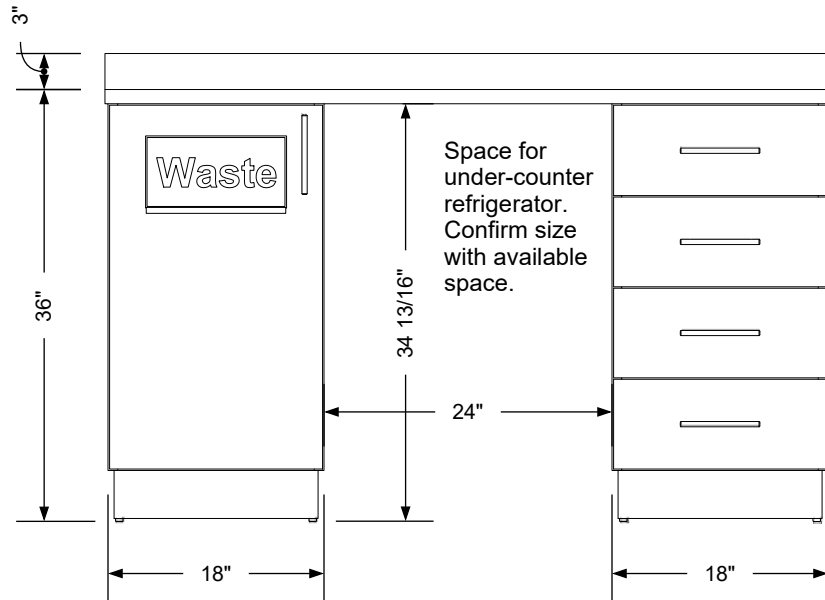 3"
Waste
Space for
under-counter
refrigerator.
Confirm size
with available
space.
36"
34 13/16"
24"
18"
18"